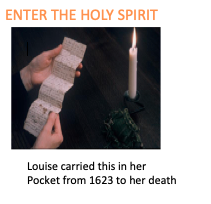 ENTER THE HOLY SPIRIT
Louise carried this in her
Pocket from 1623 to her death